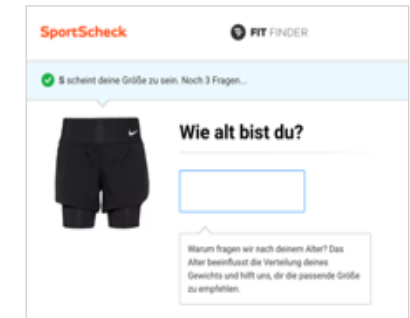 SportScheck
FIT FINDER
S scheint deine Größe zu sein. Noch 3 Fragen...
Wie alt bist du?
Warum fragen wir nach deinem Alter? Das
Alter beeinflusst die Verteilung deines
Gewichts und hilft uns, dir die passende Größe
zu empfehlen.